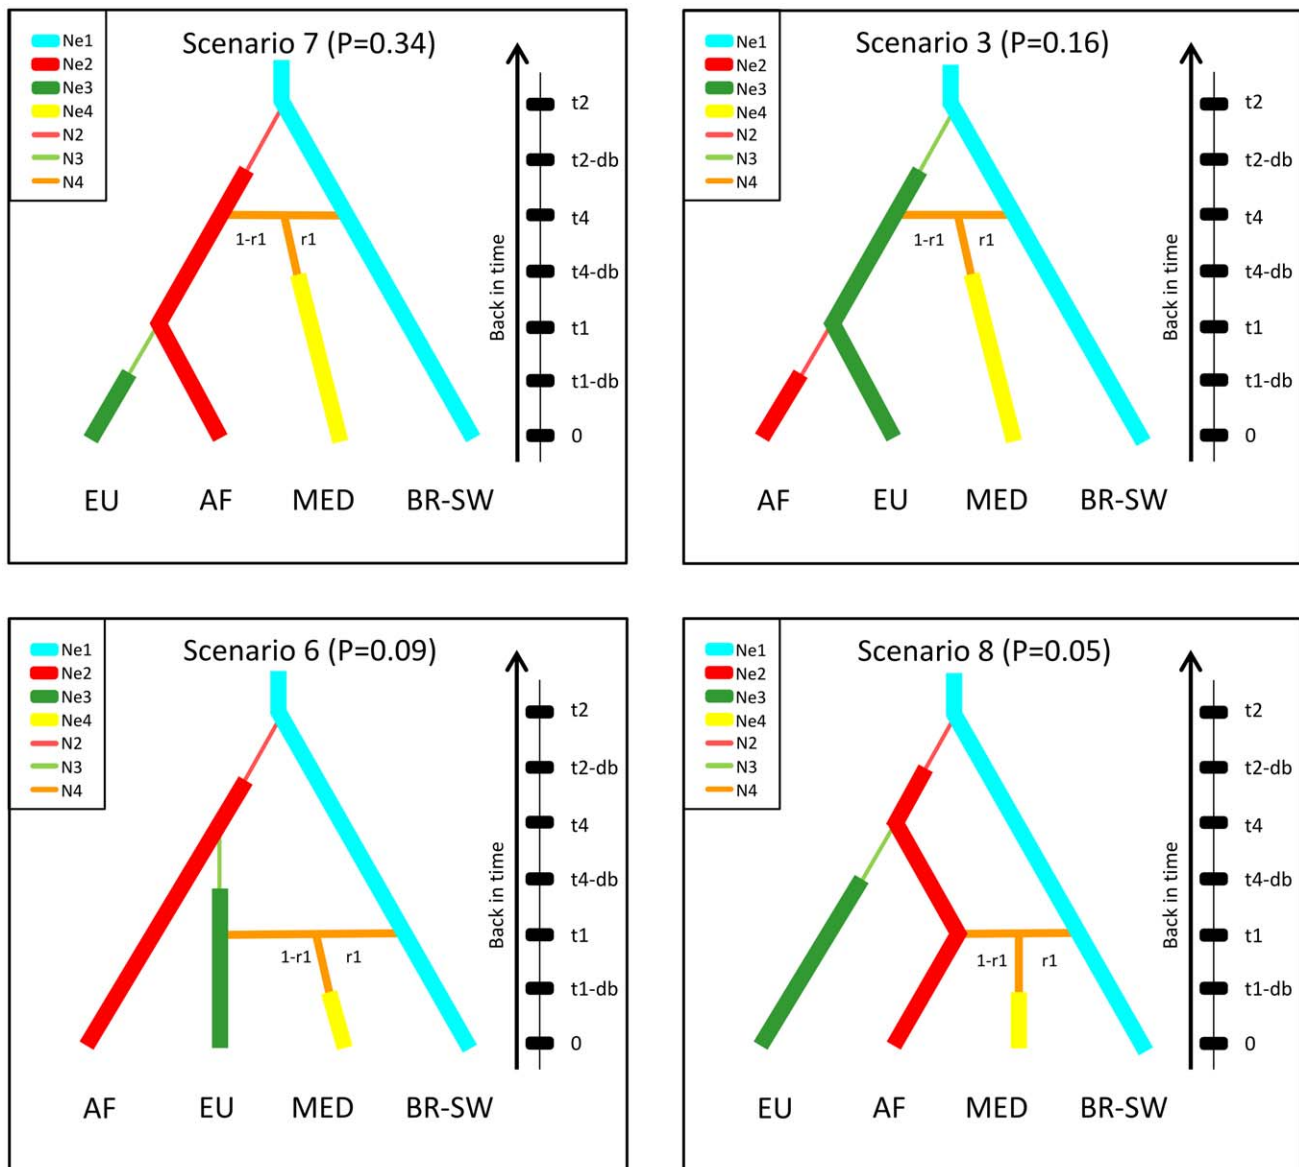 Scenario 7 (P=0.34)
Ne1
Ne2
Ne3
Ne4
N2
N3
N4
1-r1 r1
Back in time
t2
t2-db
t4
t4-db
t1
t1-db
0
EU AF MED BR-SW
Scenario 3 (P=0.16)
Ne1
Ne2
Ne3
Ne4
N2
N3
N4
1-r1 r1
Back in time
t2
t2-db
t4
t4-db
t1
t1-db
0
AF EU MED BR-SW
Scenario 6 (P=0.09)
Ne1
Ne2
Ne3
Ne4
N2
N3
N4
1-r1 r1
Back in time
t2
t2-db
t4
t4-db
t1
t1-db
0
AF EU MED BR-SW
Scenario 8 (P=0.05)
Ne1
Ne2
Ne3
Ne4
N2
N3
N4
1-r1 r1
Back in time
t2
t2-db
t4
t4-db
t1
t1-db
0
EU AF MED BR-SW